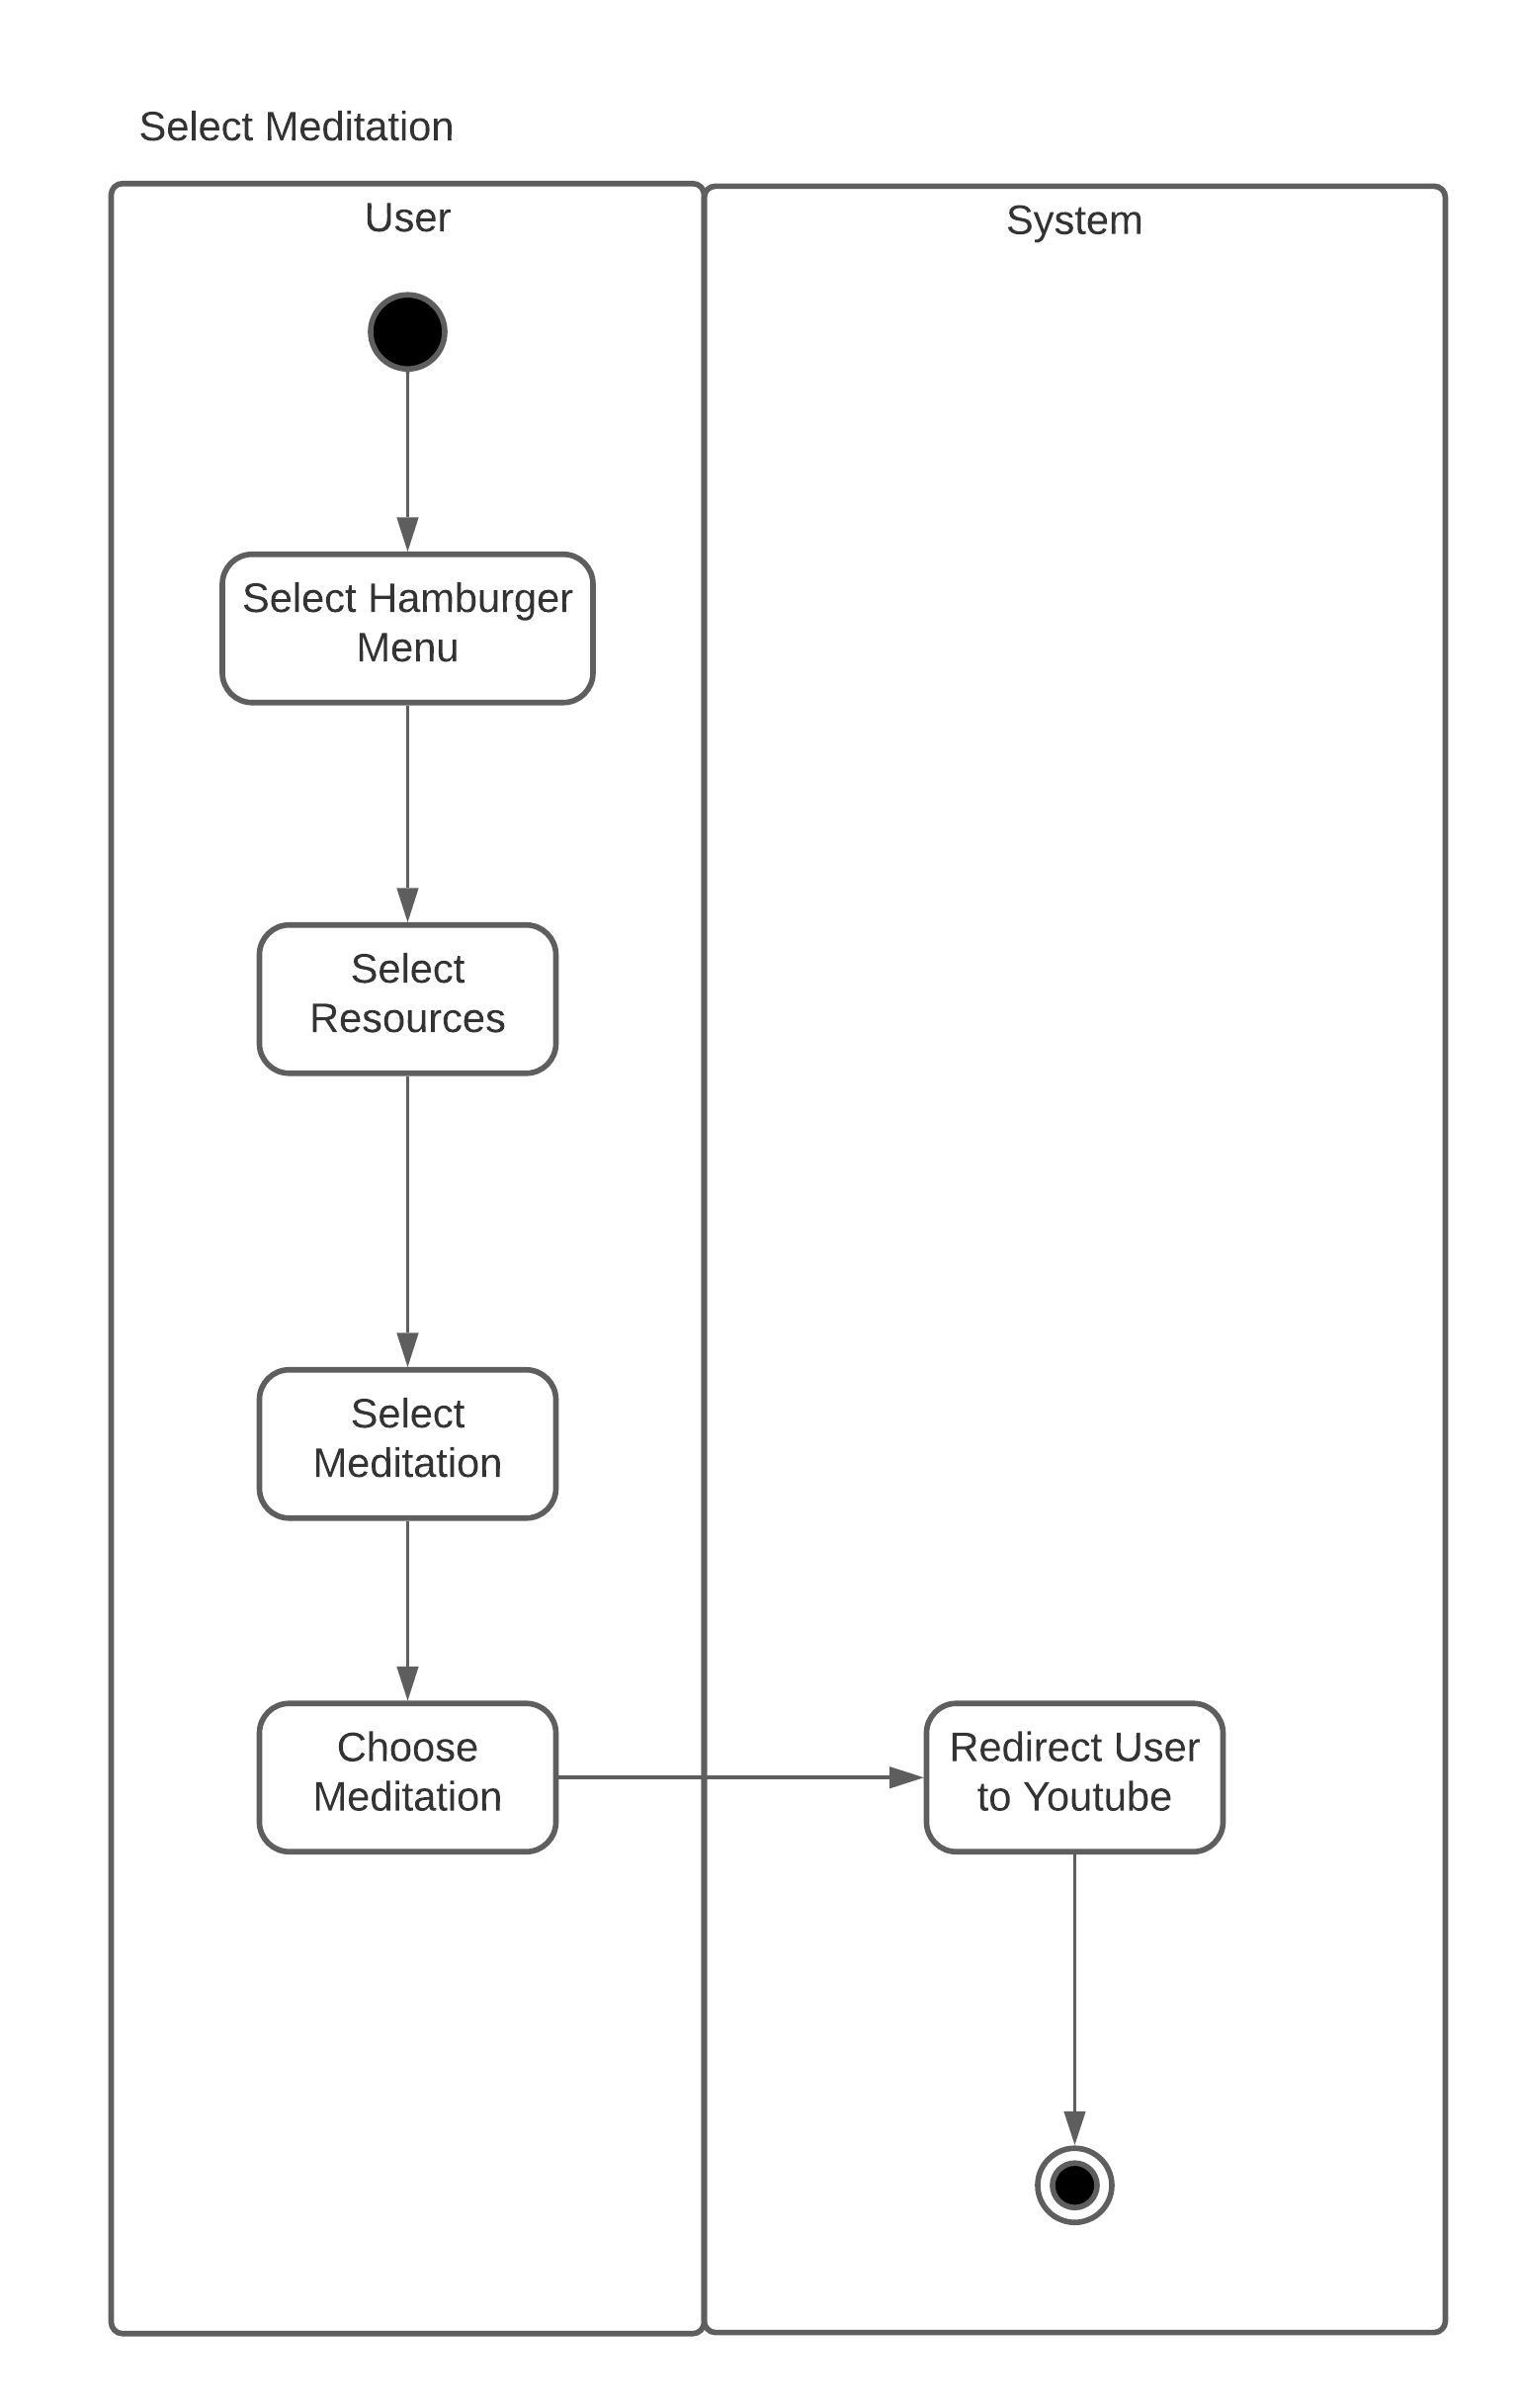 Select Meditation
User
System
Select Hamburger
Menu
Select
Resources
Select
Meditation
Choose
Meditation
Redirect User
to Youtube